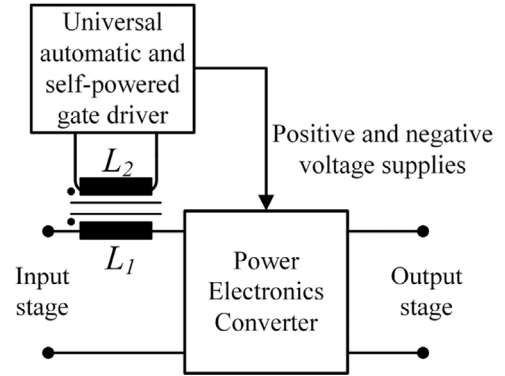 Universal
automatic and
self-powered
gate driver
Positive and negative
voltage supplies
L2
L1
Input
stage
Power
Electronics
Converter
Output
stage